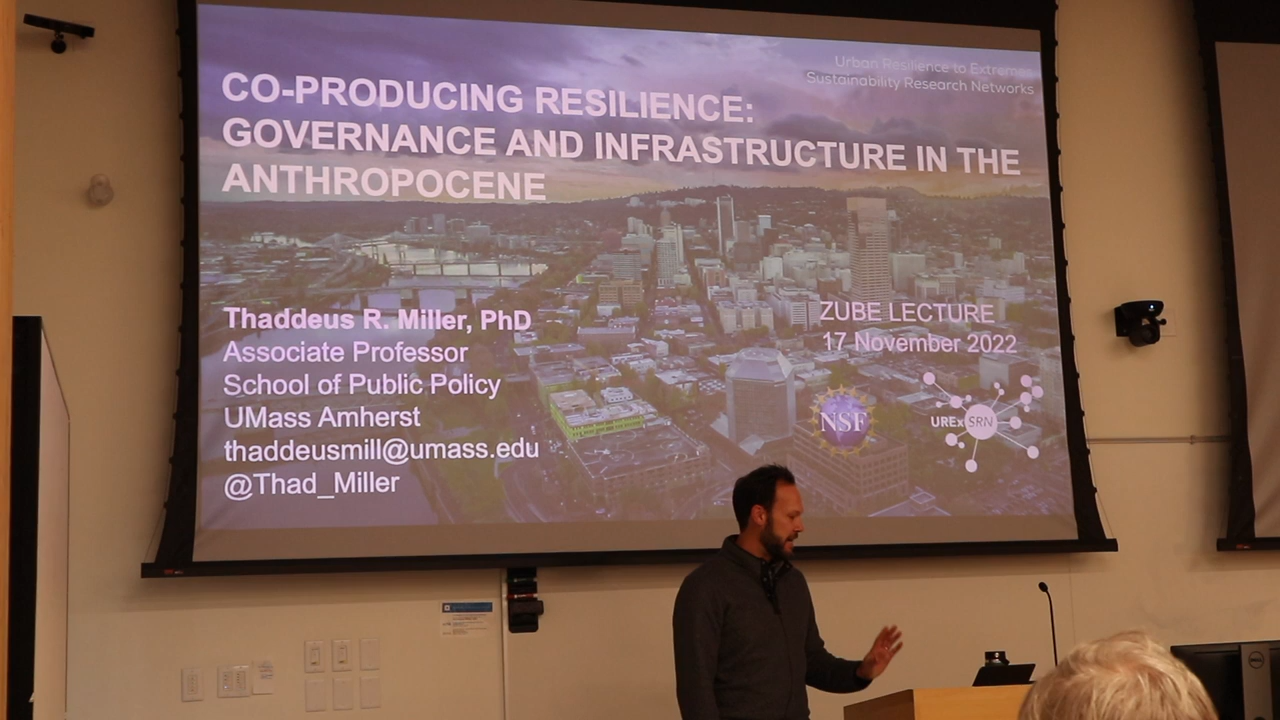 Urban Resilience to Extremes
Sustainability Research Networks
CO-PRODUCING RESILIENCE:
GOVERNANCE AND INFRASTRUCTURE IN THE
ANTHROPOCENE
Thaddeus R. Miller, PhD
Associate Professor
School of Public Policy
UMass Amherst
thaddeusmill@umass.edu
@Thad_Miller
ZUBE LECTURE
17 November 2022
NSF
UREx SRN
DELL